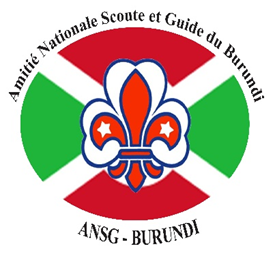 Amitié Nationale Scoute et Guide du Burundi
ANSG - BURUNDI